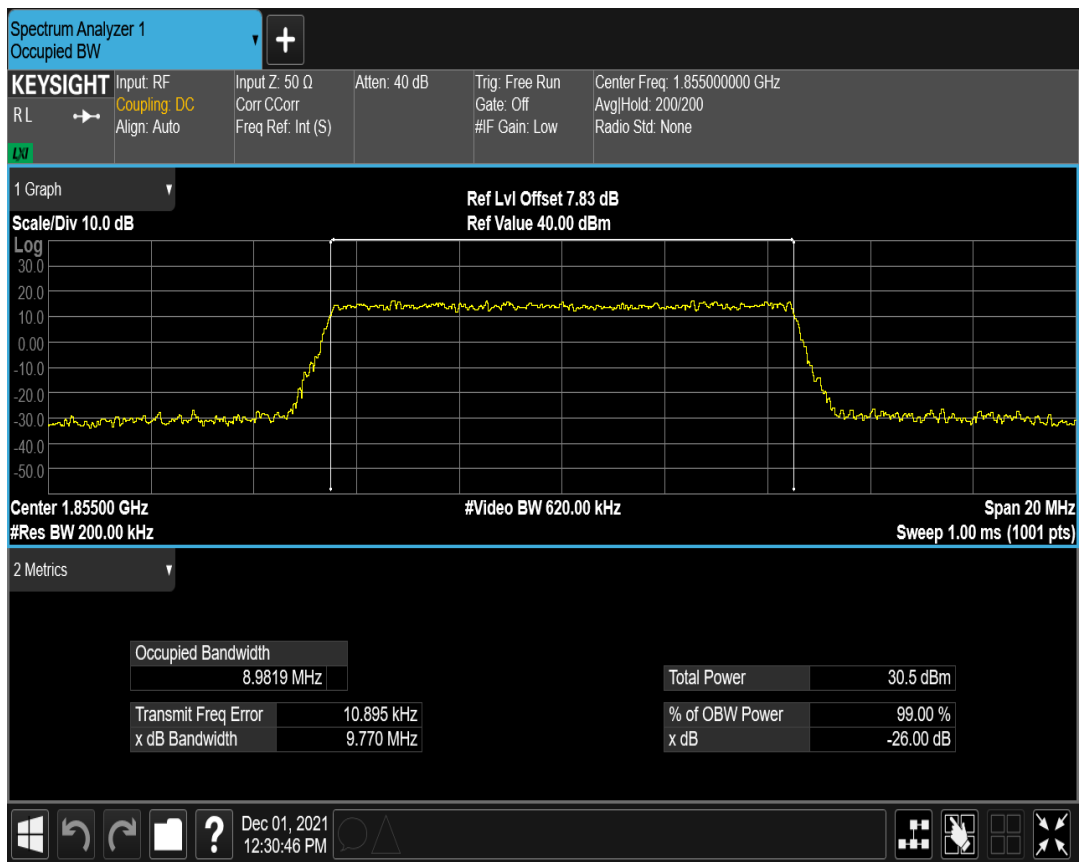 Spectrum Analyzer 1
Occupied BW
+
KEYSIGHT
RL
LXI
Input: RF
Coupling: DC
Align: Auto
Input Z: 50 Ω
Corr CCorr
Freq Ref: Int (S)
Atten: 40 dB
Trig: Free Run
Gate: Off
#IF Gain: Low
Center Freq: 1.855000000 GHz
Avg|Hold: 200/200
Radio Std: None
1 Graph
Ref Lvl Offset 7.83 dB
Scale/Div 10.0 dB
Ref Value 40.00 dBm
Log
30.0
20.0
10.0
0.00
-10.0
-20.0
-30.0
-40.0
-50.0
Center 1.85500 GHz
#Video BW 620.00 kHz
Span 20 MHz
#Res BW 200.00 kHz
Sweep 1.00 ms (1001 pts)
2 Metrics
Occupied Bandwidth
8.9819 MHz
Total Power 30.5 dBm
Transmit Freq Error 10.895 kHz
% of OBW Power 99.00 %
x dB Bandwidth 9.770 MHz
x dB -26.00 dB
?
Dec 01, 2021
12:30:46 PM